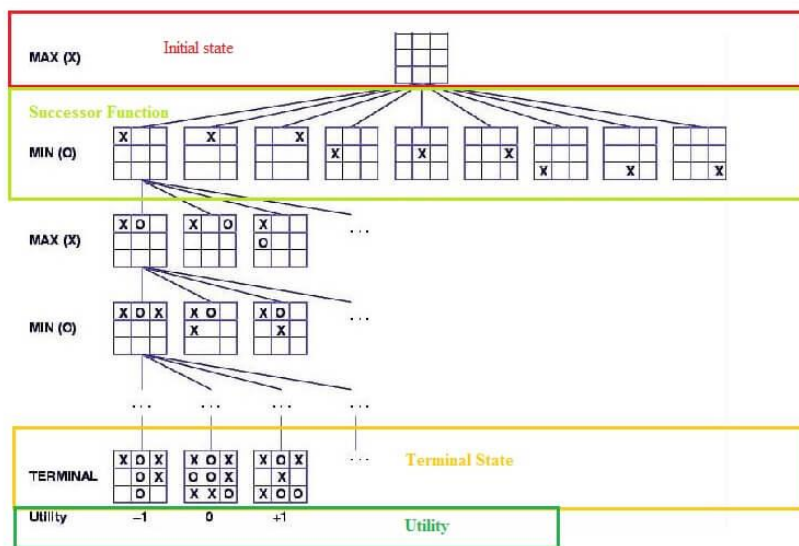 Initial state
MAX (X)
Successor Function
X X X X X X X X X
MIN (O)
X O X O X
MAX (X) ...
O
X O X X O X O
MIN (O) X X ...
... ... ... ...
X O X X O X X O X ...
TERMINAL O X O O X X Terminal State
O X X O X O O
Utility -1 0 +1 Utility